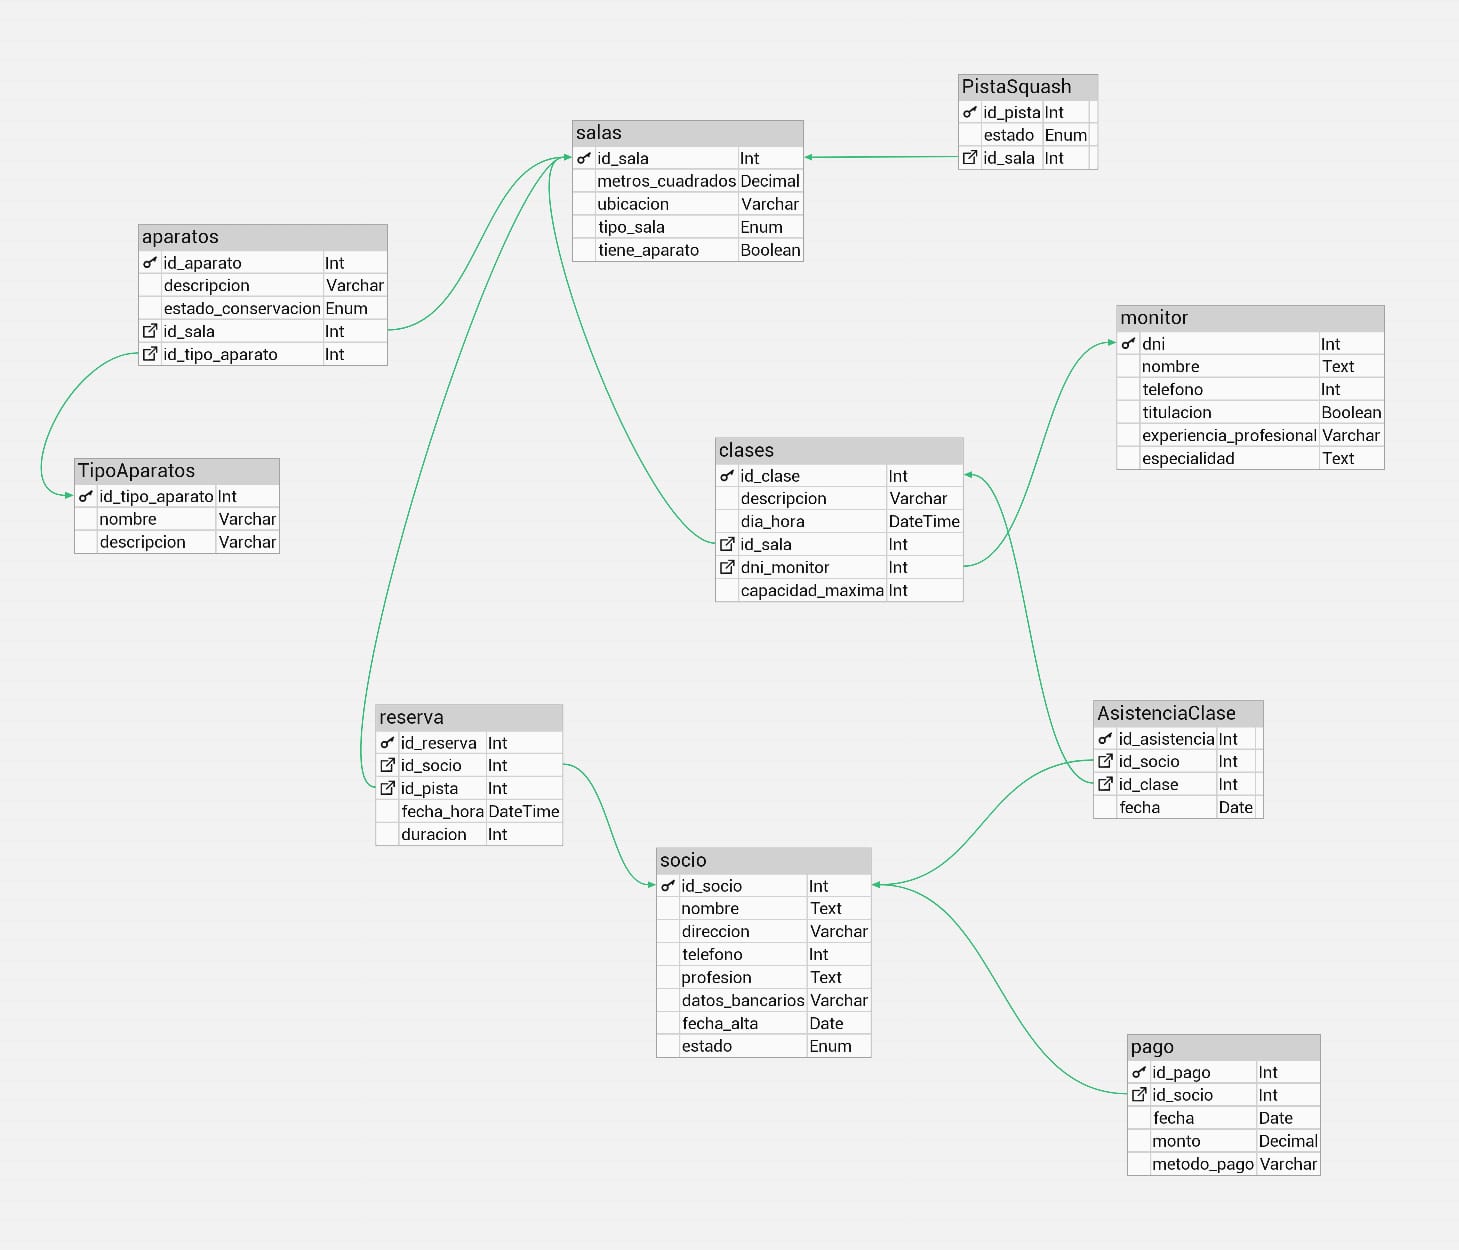 PistaSquash
id_pista Int
estado Enum
id_sala Int
salas
id_sala Int
metros_cuadrados Decimal
ubicacion Varchar
tipo_sala Enum
tiene_aparato Boolean
aparatos
id_aparato Int
descripcion Varchar
estado_conservacion Enum
id_sala Int
id_tipo_aparato Int
monitor
dni Int
nombre Text
telefono Int
titulacion Boolean
experiencia_profesional Varchar
especialidad Text
TipoAparatos
id_tipo_aparato Int
nombre Varchar
descripcion Varchar
clases
id_clase Int
descripcion Varchar
dia_hora DateTime
id_sala Int
dni_monitor Int
capacidad_maxima Int
reserva
id_reserva Int
id_socio Int
id_pista Int
fecha_hora DateTime
duracion Int
AsistenciaClase
id_asistencia Int
id_socio Int
id_clase Int
fecha Date
socio
id_socio Int
nombre Text
direccion Varchar
telefono Int
profesion Text
datos_bancarios Varchar
fecha_alta Date
estado Enum
pago
id_pago Int
id_socio Int
fecha Date
monto Decimal
metodo_pago Varchar